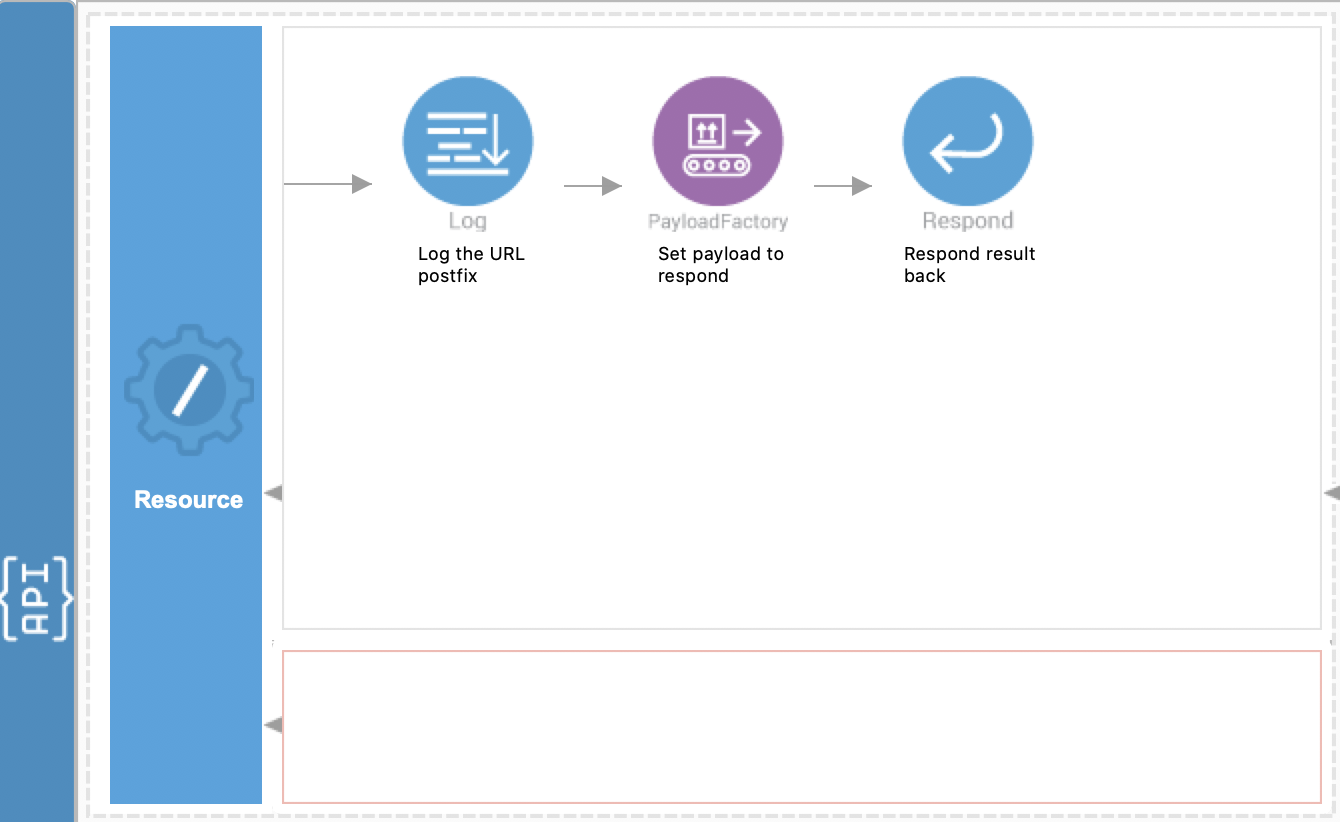 Log
PayloadFactory
Respond
Log the URL
postfix
Set payload to
respond
Respond result
back
Resource
{API}